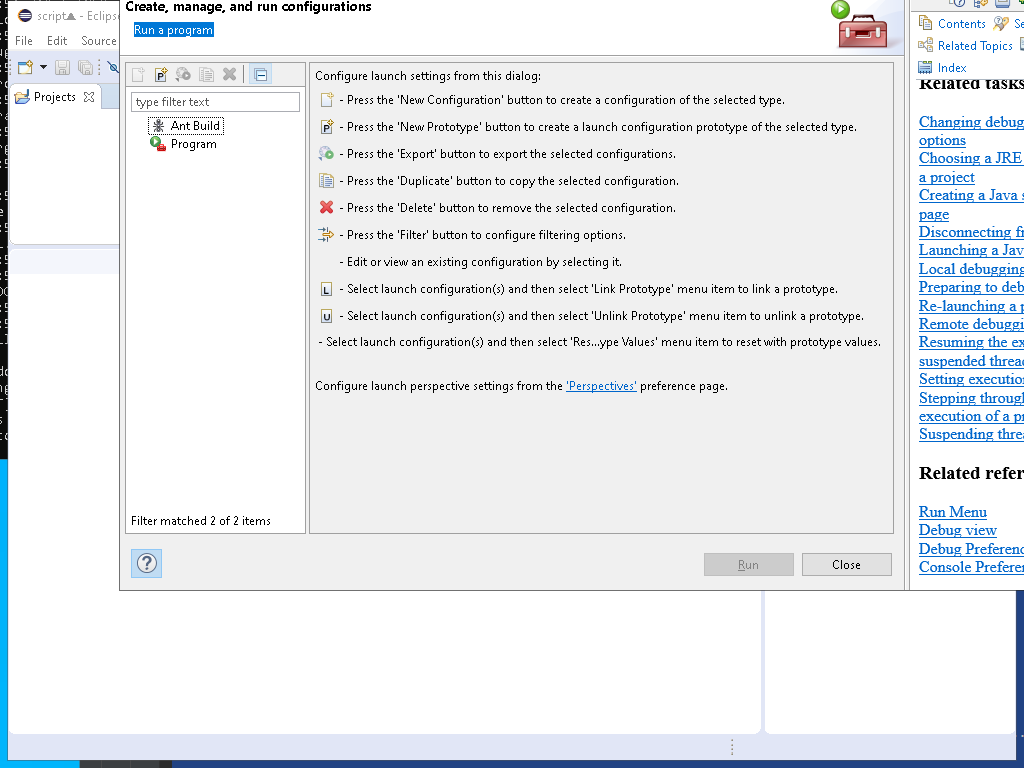 Create, manage, and run configurations
Run a program
script
- Eclipse
File Edit Source
Projects
type filter text
Ant Build
Program
Filter matched 2 of 2 items
Configure launch settings from this dialog:
- Press the 'New Configuration' button to create a configuration of the selected type.
- Press the 'New Prototype' button to create a launch configuration prototype of the selected type.
- Press the 'Export' button to export the selected configurations.
- Press the 'Duplicate' button to copy the selected configuration.
- Press the 'Delete' button to remove the selected configuration.
- Press the 'Filter' button to configure filtering options.
- Edit or view an existing configuration by selecting it.
L - Select launch configuration(s) and then select 'Link Prototype' menu item to link a prototype.
U - Select launch configuration(s) and then select 'Unlink Prototype' menu item to unlink a prototype.
- Select launch configuration(s) and then select 'Res...ype Values' menu item to reset with prototype values.
Configure launch perspective settings from the 'Perspectives' preference page.
Run
Close
Contents Se
Related Topics
Index
Related tasks
Changing debug
options
Choosing a JRE
a project
Creating a Java s
page
Disconnecting fr
Launching a Jav
Local debugging
Preparing to deb
Re-launching a p
Remote debuggi
Resuming the ex
suspended threa
Setting executio
Stepping through
execution of a pr
Suspending threa
Related refer
Run Menu
Debug view
Debug Preferenc
Console Preferen